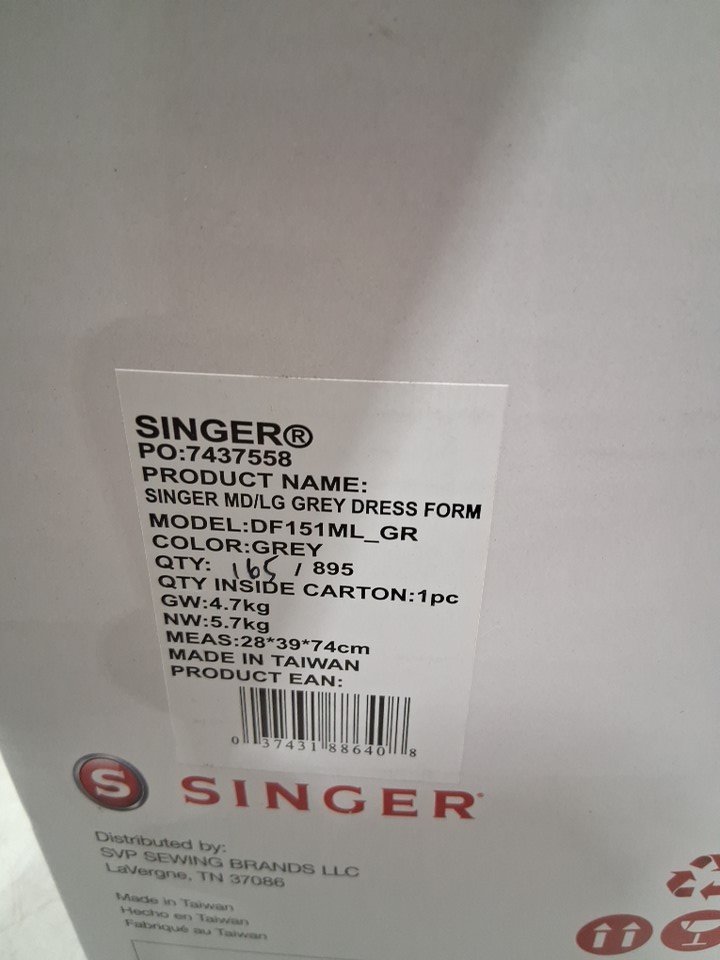 SINGER®
PO:7437558
PRODUCT NAME:
SINGER MD/LG GREY DRESS FORM
MODEL:DF151ML_GR
COLOR:GREY
QTY: 165 / 895
QTY INSIDE CARTON:1pc
GW:4.7kg
NW:5.7kg
MEAS:28*39*74cm
MADE IN TAIWAN
PRODUCT EAN:
0 37431 88640 8
S SINGER
Distributed by:
SVP SEWING BRANDS LLC
LaVergne, TN 37086
Made in Taiwan
Hecho en Taiwan
Fabriqué au Taiwan